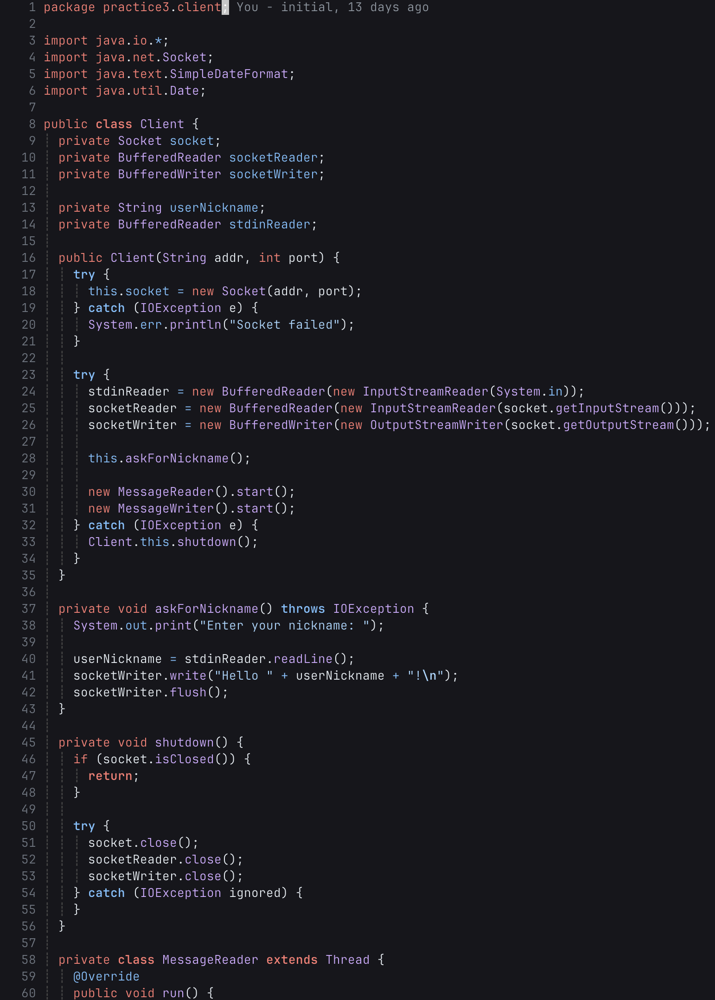 1 package practice3.client; You - initial, 13 days ago
2
3 import java.io.*;
4 import java.net.Socket;
5 import java.text.SimpleDateFormat;
6 import java.util.Date;
7
8 public class Client {
9   private Socket socket;
10   private BufferedReader socketReader;
11   private BufferedWriter socketWriter;
12
13   private String userNickname;
14   private BufferedReader stdinReader;
15
16   public Client(String addr, int port) {
17     try {
18       this.socket = new Socket(addr, port);
19     } catch (IOException e) {
20       System.err.println("Socket failed");
21     }
22
23     try {
24       stdinReader = new BufferedReader(new InputStreamReader(System.in));
25       socketReader = new BufferedReader(new InputStreamReader(socket.getInputStream()));
26       socketWriter = new BufferedWriter(new OutputStreamWriter(socket.getOutputStream()));
27
28       this.askForNickname();
29
30       new MessageReader().start();
31       new MessageWriter().start();
32     } catch (IOException e) {
33       Client.this.shutdown();
34     }
35   }
36
37   private void askForNickname() throws IOException {
38     System.out.print("Enter your nickname: ");
39
40     userNickname = stdinReader.readLine();
41     socketWriter.write("Hello " + userNickname + "!\n");
42     socketWriter.flush();
43   }
44
45   private void shutdown() {
46     if (socket.isClosed()) {
47       return;
48     }
49
50     try {
51       socket.close();
52       socketReader.close();
53       socketWriter.close();
54     } catch (IOException ignored) {
55     }
56   }
57
58   private class MessageReader extends Thread {
59     @Override
60     public void run() {